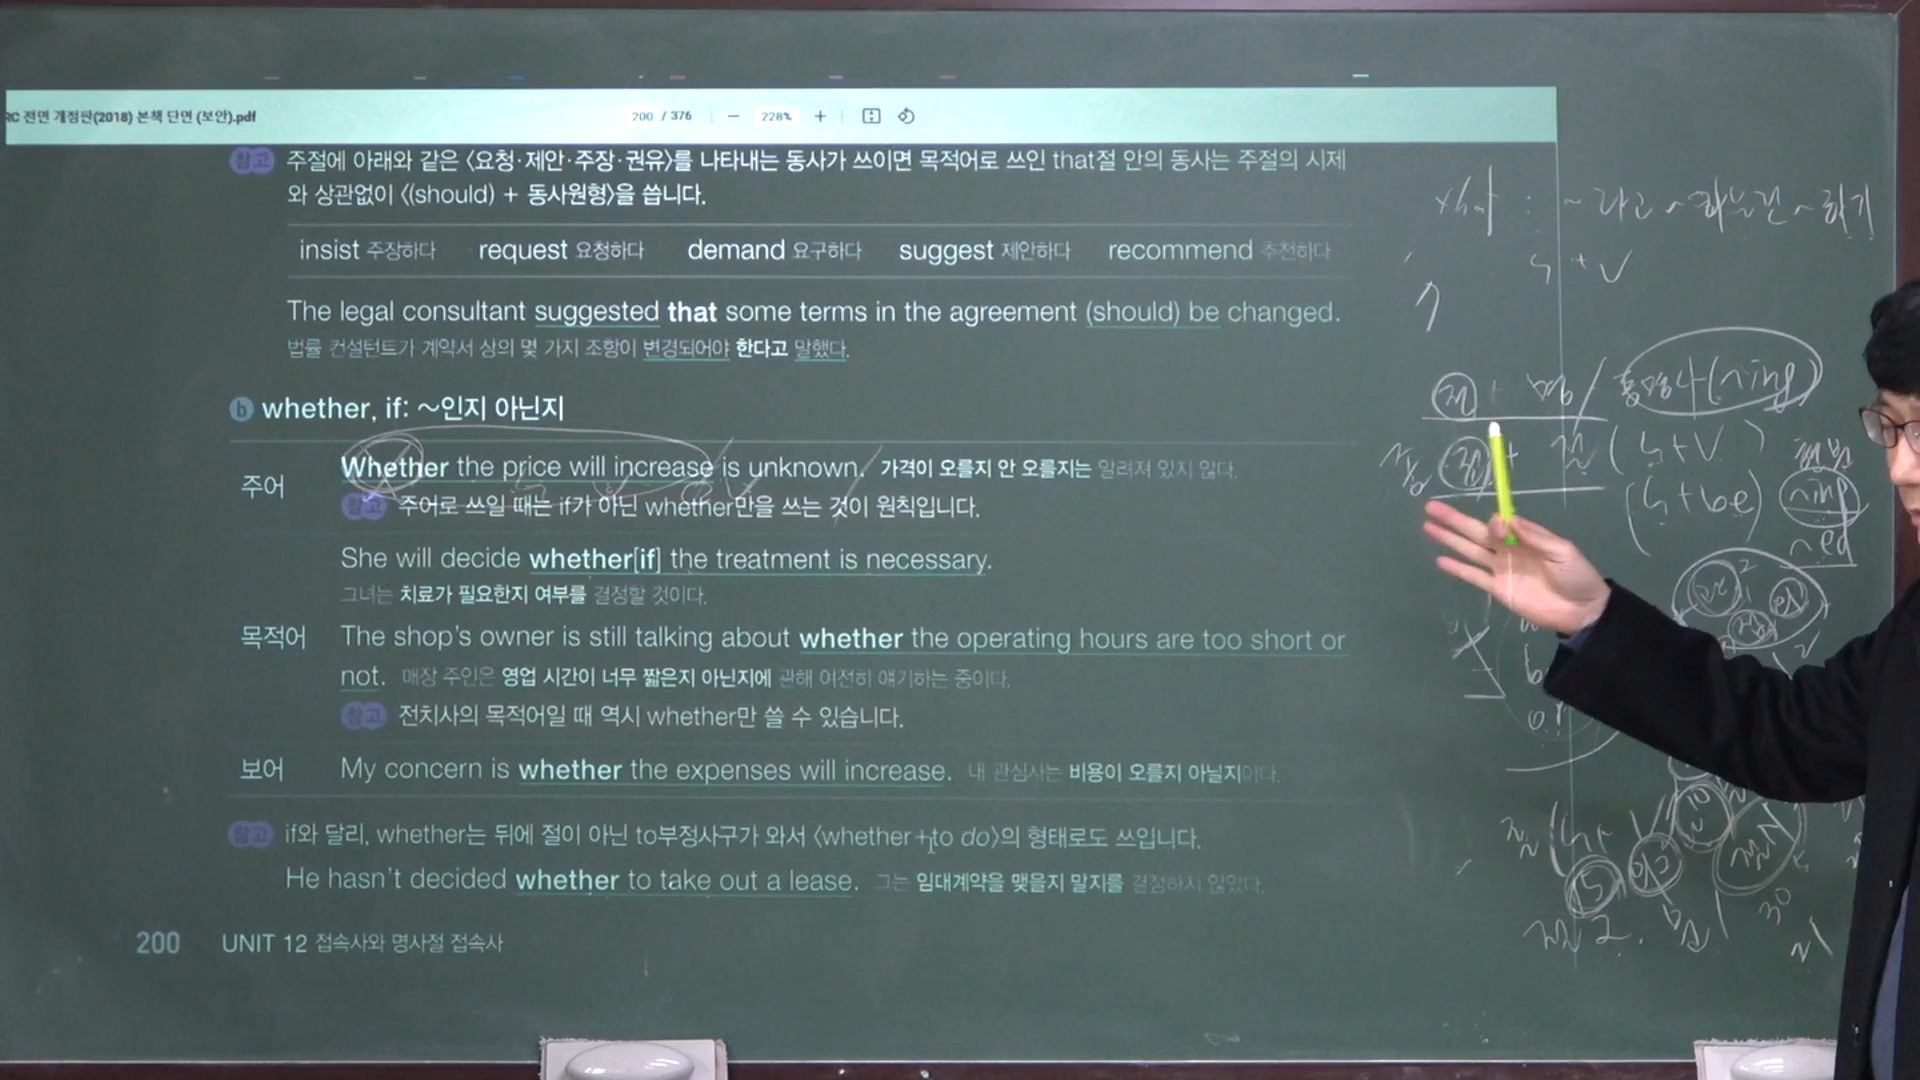 RC 전면 개정판(2018) 본책 단면 (보안).pdf
200 / 376 — 228% +
참고 주절에 아래와 같은 〈요청·제안·주장·권유〉를 나타내는 동사가 쓰이면 목적어로 쓰인 that절 안의 동사는 주절의 시제
와 상관없이 〈(should) + 동사원형〉을 씁니다.
insist 주장하다 request 요청하다 demand 요구하다 suggest 제안하다 recommend 추천하다
The legal consultant suggested that some terms in the agreement (should) be changed.
법률 컨설턴트가 계약서 상의 몇 가지 조항이 변경되어야 한다고 말했다.
b whether, if: ~인지 아닌지
주어 Whether the price will increase is unknown. 가격이 오를지 안 오를지는 알려져 있지 않다.
참고 주어로 쓰일 때는 if가 아닌 whether만을 쓰는 것이 원칙입니다.
She will decide whether[if] the treatment is necessary.
그녀는 치료가 필요한지 여부를 결정할 것이다.
목적어 The shop's owner is still talking about whether the operating hours are too short or
not. 매장 주인은 영업 시간이 너무 짧은지 아닌지에 관해 여전히 얘기하는 중이다.
참고 전치사의 목적어일 때 역시 whether만 쓸 수 있습니다.
보어 My concern is whether the expenses will increase. 내 관심사는 비용이 오를지 아닐지이다.
참고 if와 달리, whether는 뒤에 절이 아닌 to부정사구가 와서 〈whether+to do〉의 형태로도 쓰입니다.
He hasn't decided whether to take out a lease. 그는 임대계약을 맺을지 말지를 결정하지 않았다.
200 UNIT 12 접속사와 명사절 접속사
전 + 명 / 동명사(~ing)
접 + 절 (S+V)
(S+be) ~ing
~ed